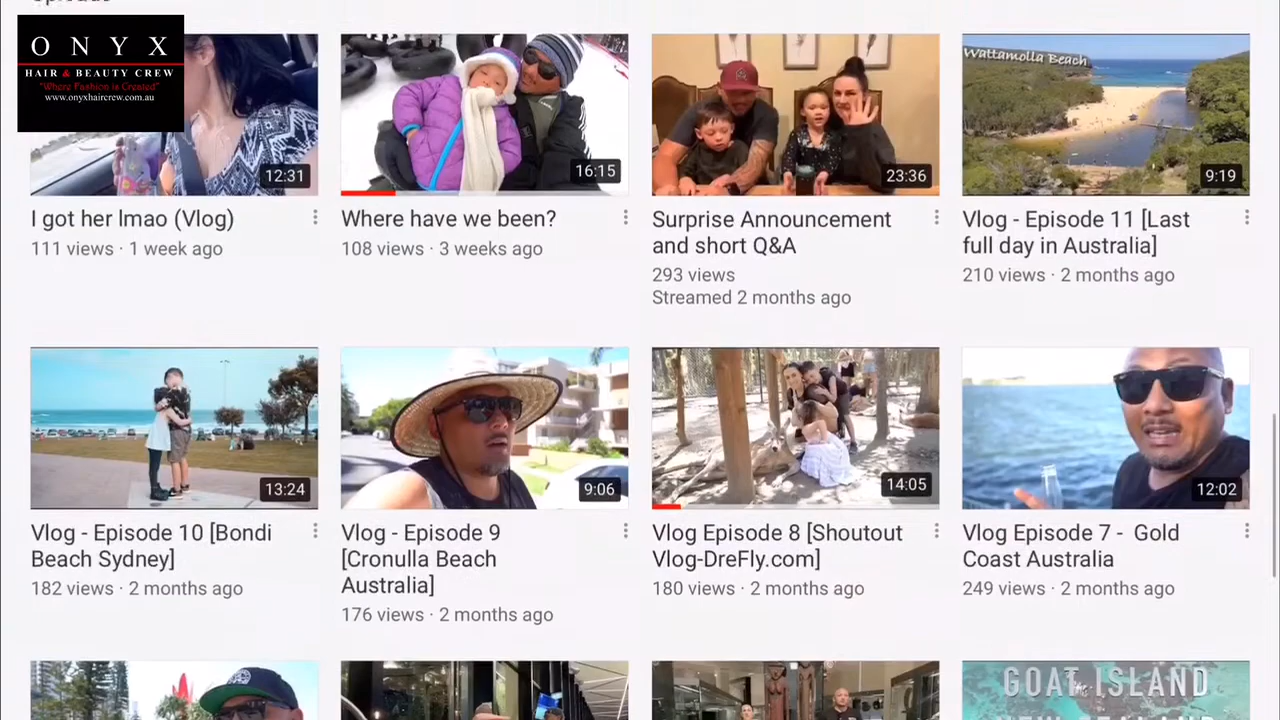 ONYX
HAIR & BEAUTY CREW
"Where Fashion is Created"
www.onyxhaircrew.com.au
Wattamolla Beach
12:31
16:15
23:36
9:19
I got her lmao (Vlog)
111 views · 1 week ago
Where have we been?
108 views · 3 weeks ago
Surprise Announcement
and short Q&A
293 views
Streamed 2 months ago
Vlog - Episode 11 [Last
full day in Australia]
210 views · 2 months ago
13:24
9:06
14:05
12:02
Vlog - Episode 10 [Bondi
Beach Sydney]
182 views · 2 months ago
Vlog - Episode 9
[Cronulla Beach
Australia]
176 views · 2 months ago
Vlog Episode 8 [Shoutout
Vlog-DreFly.com]
180 views · 2 months ago
Vlog Episode 7 - Gold
Coast Australia
249 views · 2 months ago
GOAT ISLAND